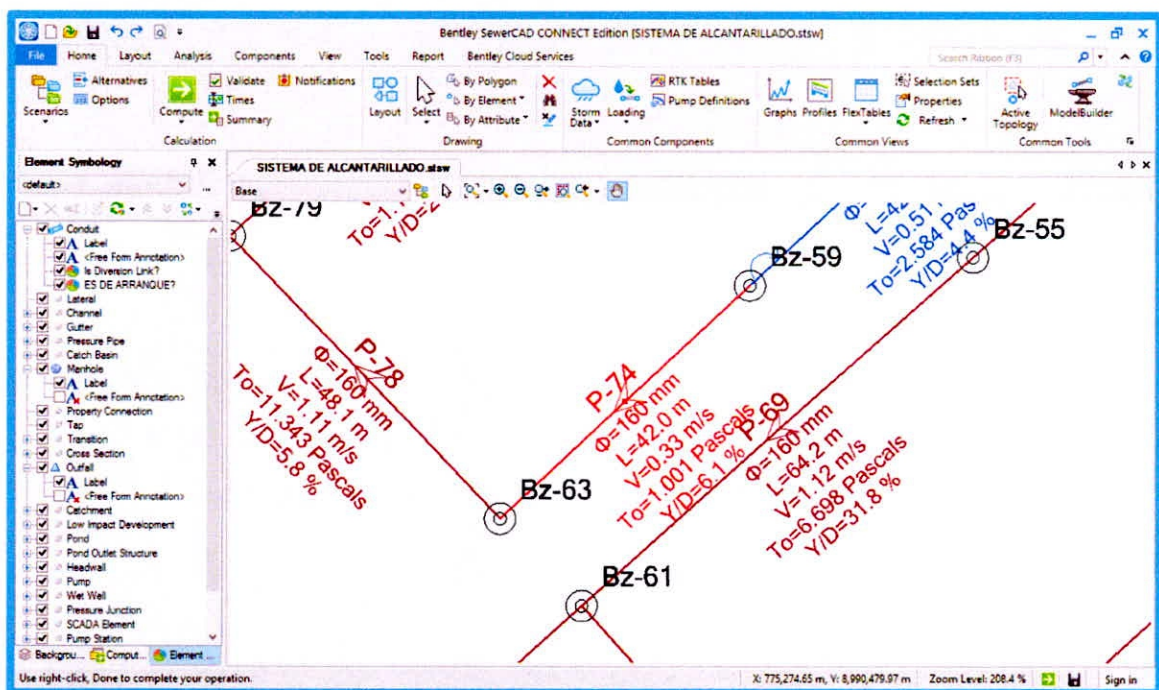 Bentley SewerCAD CONNECT Edition [SISTEMA DE ALCANTARILLADO.stsw]
File Home Layout Analysis Components View Tools Report Bentley Cloud Services Search Ribbon (F3)
Scenarios
Alternatives
Options
Compute
Validate
Times
Summary
Notifications
Calculation
Layout
Select
By Polygon
By Element
By Attribute
Drawing
Storm Data
Loading
RTK Tables
Pump Definitions
Common Components
Graphs
Profiles
FlexTables
Selection Sets
Properties
Refresh
Common Views
Active Topology
ModelBuilder
Common Tools
Element Symbology
<default>
Conduit
Label
<Free Form Annotation>
Is Diversion Link?
ES DE ARRANQUE?
Lateral
Channel
Gutter
Pressure Pipe
Catch Basin
Manhole
Label
<Free Form Annotation>
Property Connection
Tap
Transition
Cross Section
Outfall
Label
<Free Form Annotation>
Catchment
Low Impact Development
Pond
Pond Outlet Structure
Headwall
Pump
Wet Well
Pressure Junction
SCADA Element
Pump Station
Backgrou... Comput... Element ...
SISTEMA DE ALCANTARILLADO.stsw
Base
Bz-79
Bz-59
V=0.51
To=2.584 Pascals
Y/D=4.4 %
Bz-55
P-78
Φ=160 mm
L=48.1 m
V=1.11 m/s
To=11.343 Pascals
Y/D=5.8 %
P-74
Φ=160 mm
L=42.0 m
V=0.33 m/s
To=1.001 Pascals
Y/D=6.1 %
P-69
Φ=160 mm
L=64.2 m
V=1.12 m/s
To=6.698 Pascals
Y/D=31.8 %
Bz-63
Bz-61
Use right-click, Done to complete your operation.
X: 775,274.65 m, Y: 8,990,479.97 m Zoom Level: 208.4 % Sign in